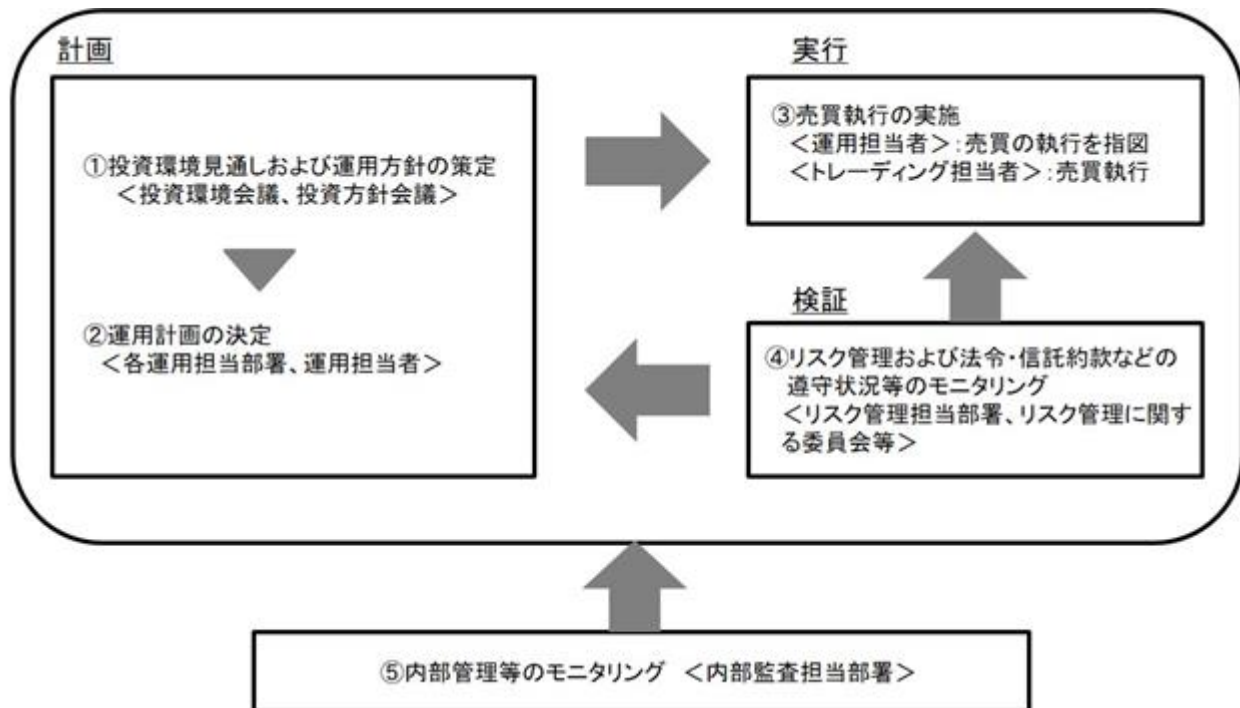 計画
①投資環境見通しおよび運用方針の策定
＜投資環境会議、投資方針会議＞
②運用計画の決定
＜各運用担当部署、運用担当者＞
実行
③売買執行の実施
＜運用担当者＞：売買の執行を指図
＜トレーディング担当者＞：売買執行
検証
④リスク管理および法令・信託約款などの
遵守状況等のモニタリング
＜リスク管理担当部署、リスク管理に関す
る委員会等＞
⑤内部管理等のモニタリング　＜内部監査担当部署＞